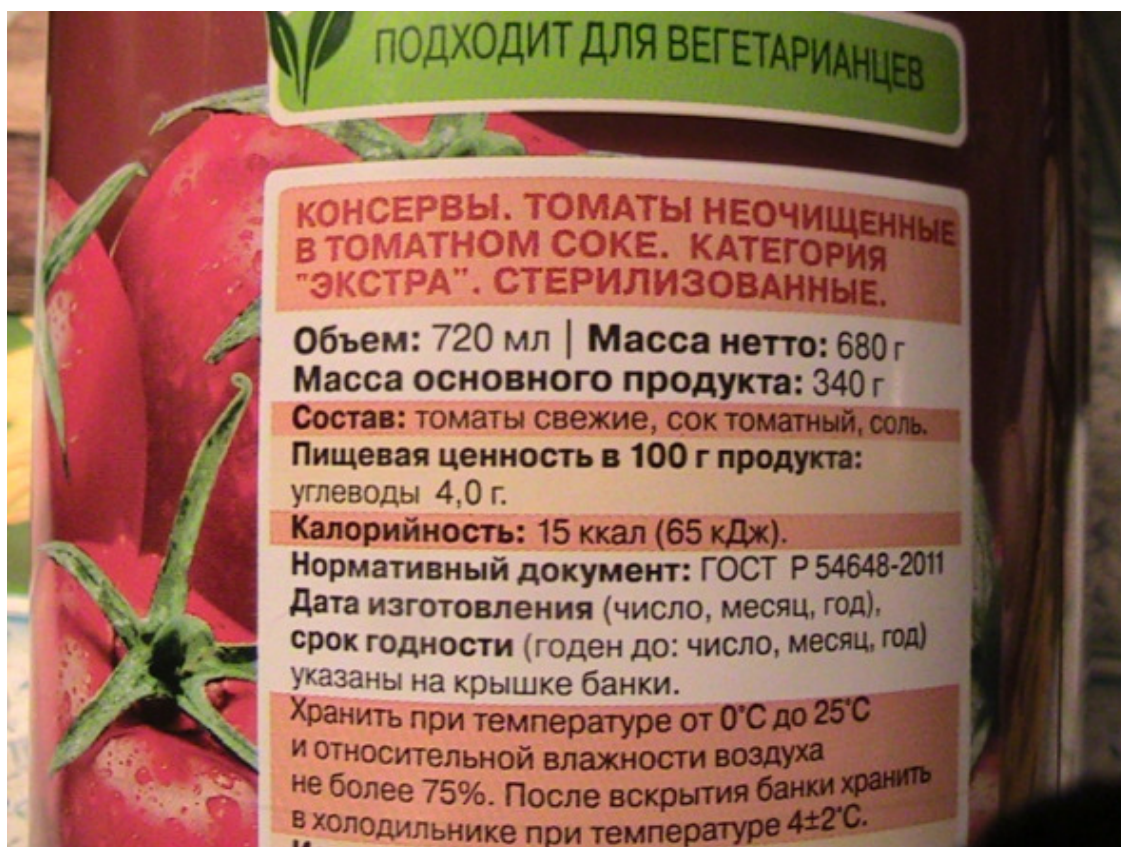 ПОДХОДИТ ДЛЯ ВЕГЕТАРИАНЦЕВ
КОНСЕРВЫ. ТОМАТЫ НЕОЧИЩЕННЫЕ
В ТОМАТНОМ СОКЕ. КАТЕГОРИЯ
"ЭКСТРА". СТЕРИЛИЗОВАННЫЕ.
Объем: 720 мл | Масса нетто: 680 г
Масса основного продукта: 340 г
Состав: томаты свежие, сок томатный, соль.
Пищевая ценность в 100 г продукта:
углеводы 4,0 г.
Калорийность: 15 ккал (65 кДж).
Нормативный документ: ГОСТ Р 54648-2011
Дата изготовления (число, месяц, год),
срок годности (годен до: число, месяц, год)
указаны на крышке банки.
Хранить при температуре от 0°С до 25°С
и относительной влажности воздуха
не более 75%. После вскрытия банки хранить
в холодильнике при температуре 4±2°С.